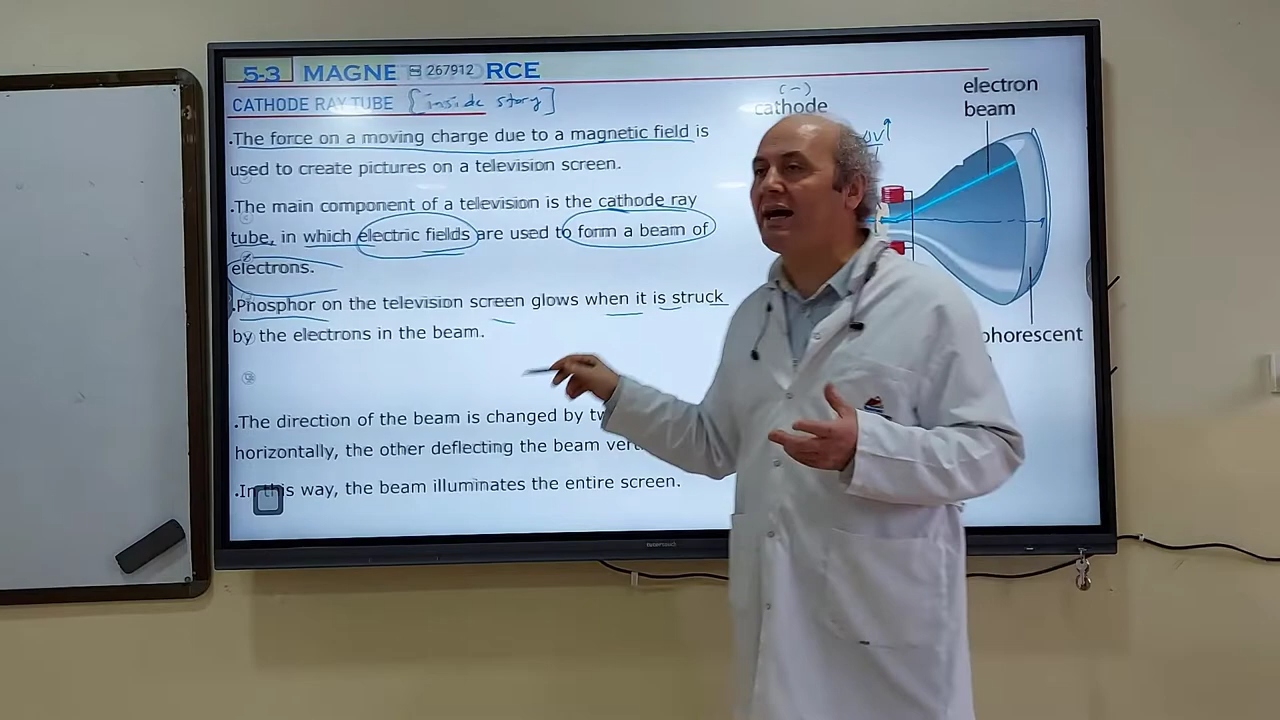 5-3 MAGNE 267912 RCE
CATHODE RAY TUBE [inside story]
.The force on a moving charge due to a magnetic field is
used to create pictures on a television screen.
.The main component of a television is the cathode ray
tube, in which electric fields are used to form a beam of
electrons.
.Phosphor on the television screen glows when it is struck
by the electrons in the beam.
.The direction of the beam is changed by
horizontally, the other deflecting the beam
.In this way, the beam illuminates the entire screen.
(-)
cathode
electron
beam